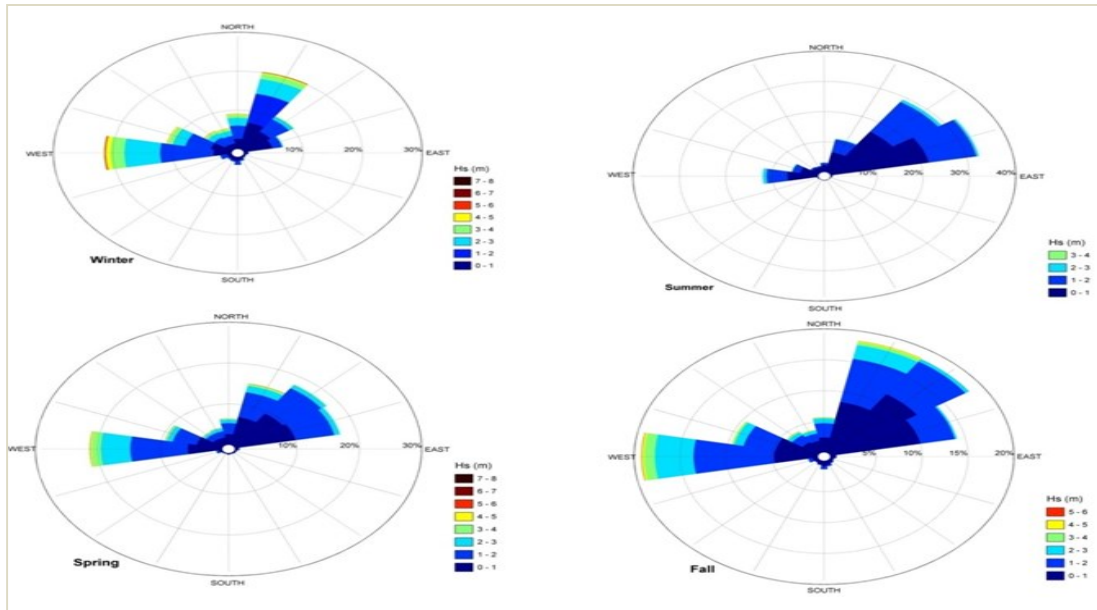 NORTH
WEST
10%
20%
30%
EAST
SOUTH
Hs (m)
7 - 8
6 - 7
5 - 6
4 - 5
3 - 4
2 - 3
1 - 2
0 - 1
Winter
NORTH
WEST
10%
20%
30%
40%
EAST
SOUTH
Hs (m)
3 - 4
2 - 3
1 - 2
0 - 1
Summer
NORTH
WEST
10%
20%
30%
EAST
SOUTH
Hs (m)
7 - 8
6 - 7
5 - 6
4 - 5
3 - 4
2 - 3
1 - 2
0 - 1
Spring
NORTH
WEST
5%
10%
15%
20%
EAST
SOUTH
Hs (m)
5 - 6
4 - 5
3 - 4
2 - 3
1 - 2
0 - 1
Fall